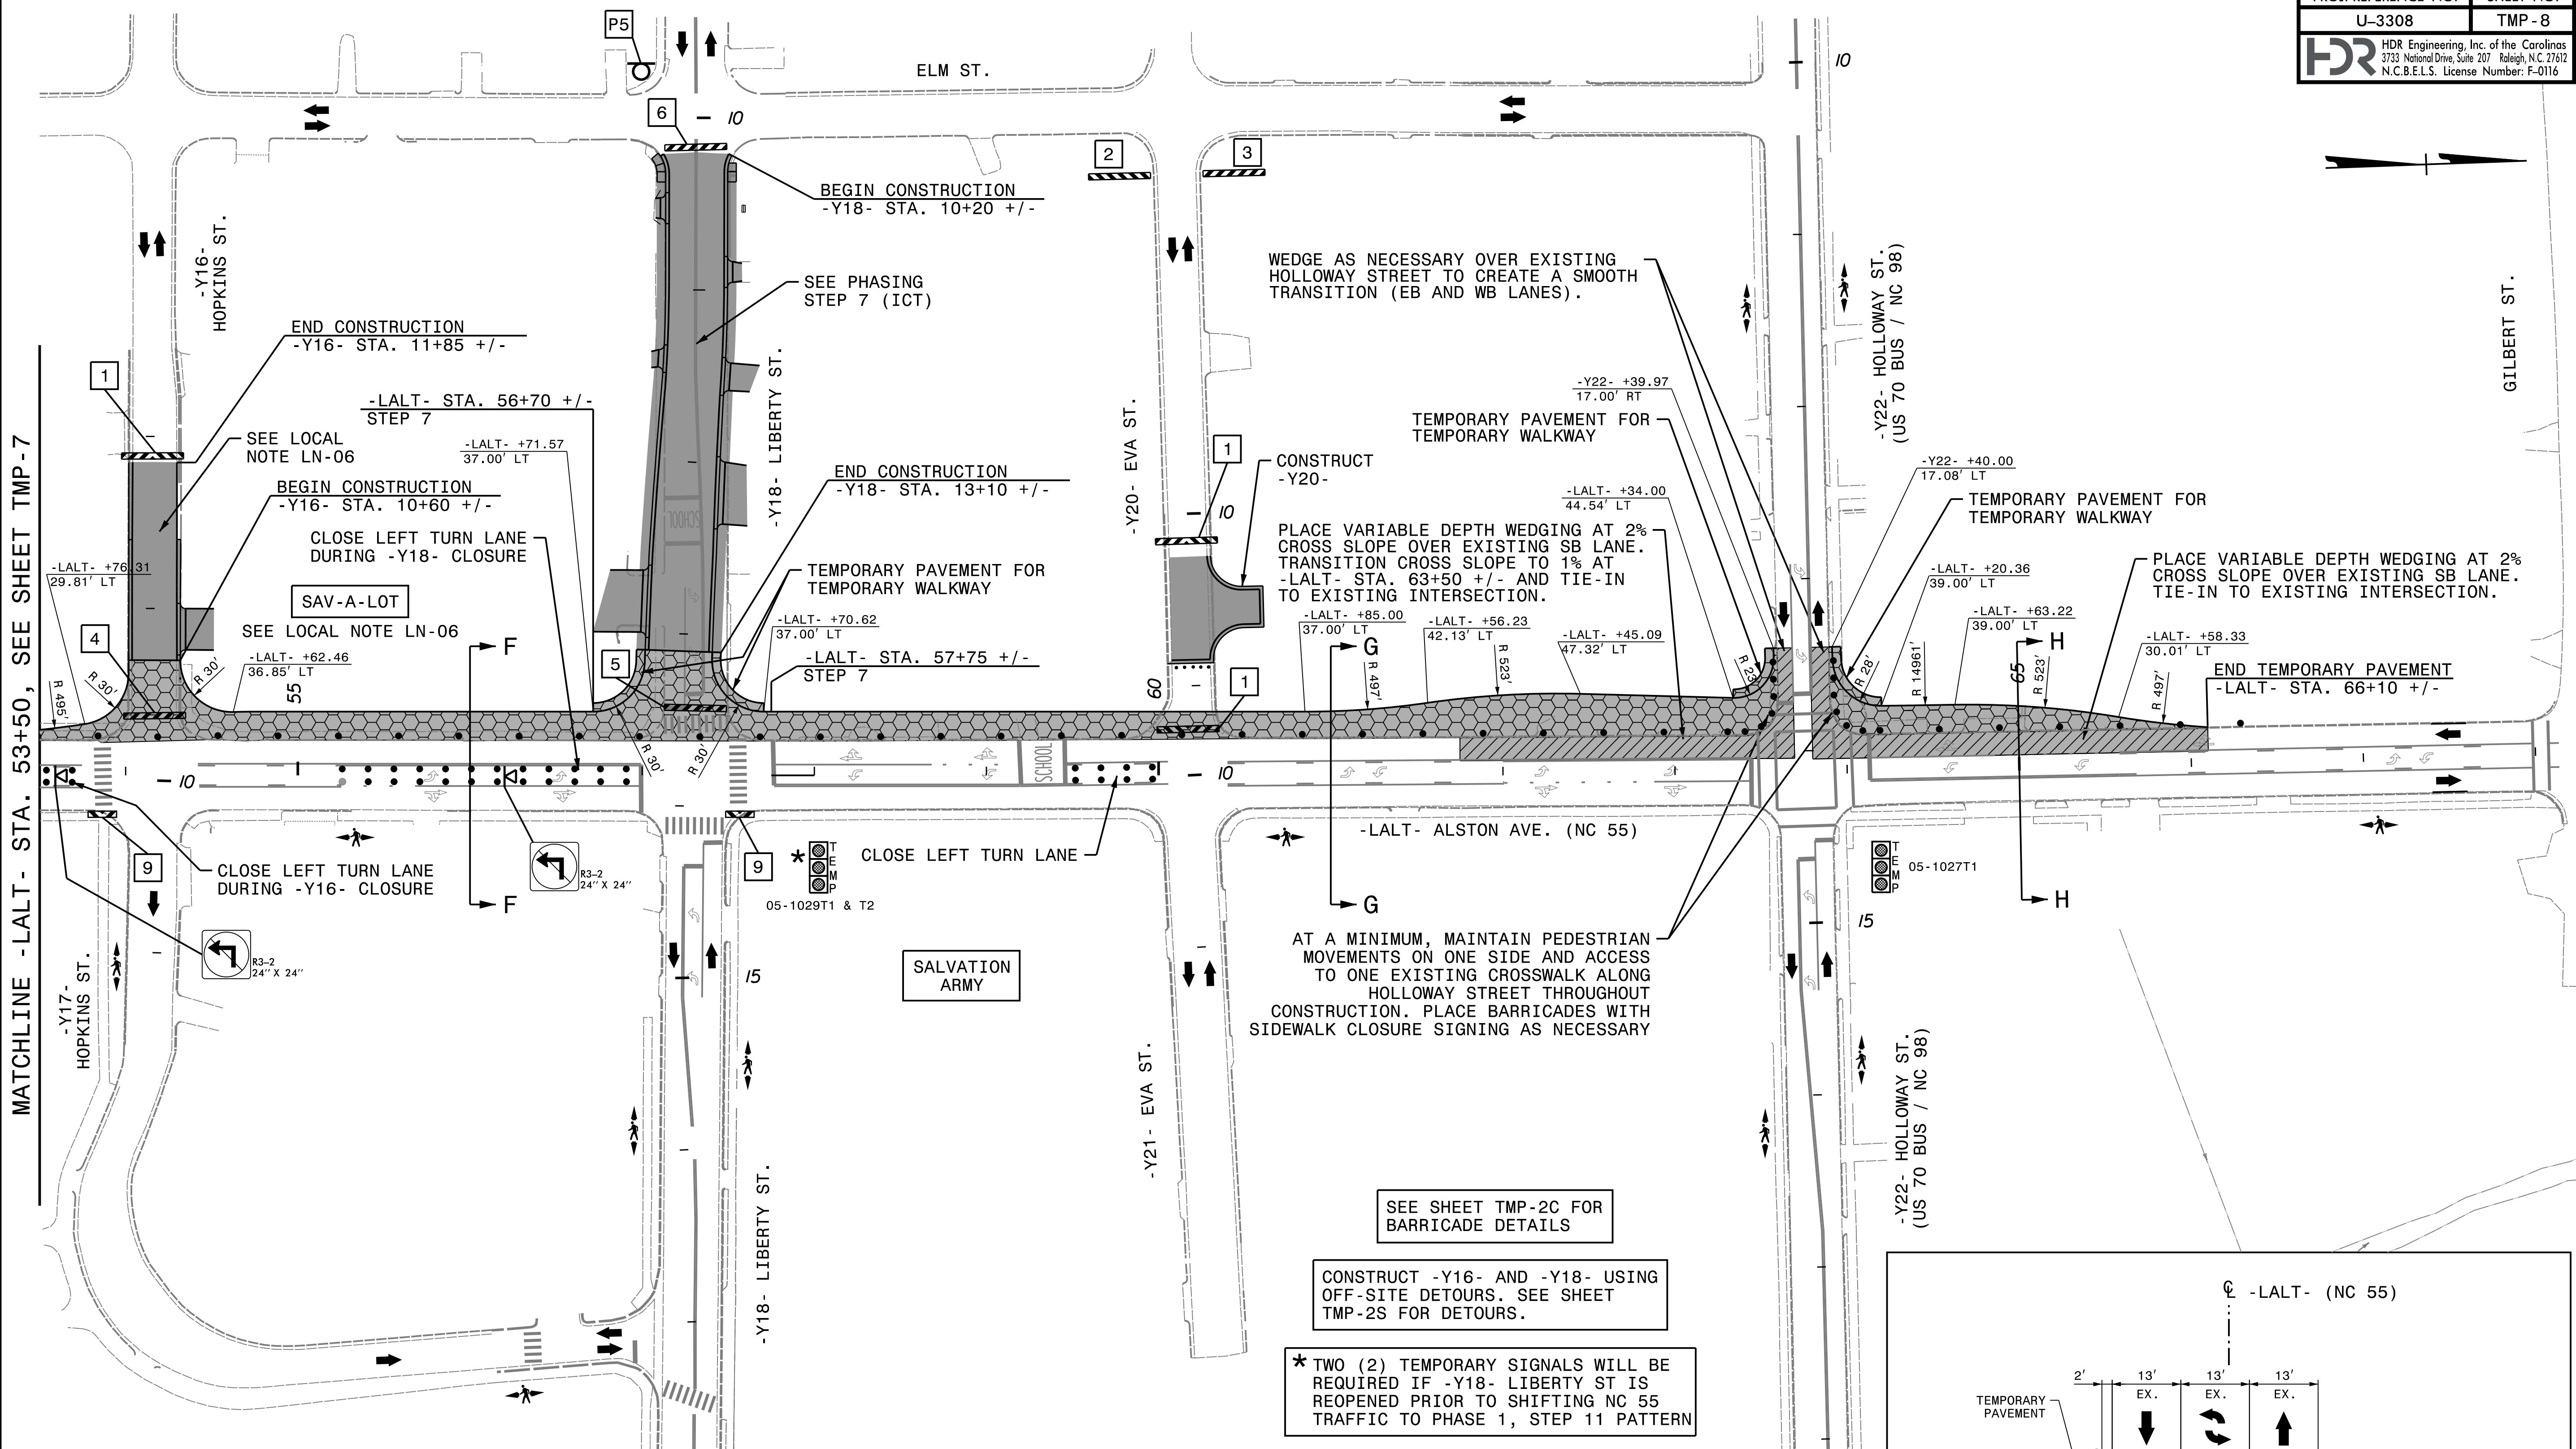 U-3308
TMP-8
HDR
HDR Engineering, Inc. of the Carolinas
3733 National Drive, Suite 207 Raleigh, N.C. 27612
N.C.B.E.L.S. License Number: F-0116
P5
ELM ST.
10
10
6
2
3
BEGIN CONSTRUCTION
-Y18- STA. 10+20 +/-
-Y16-
HOPKINS ST.
SEE PHASING
STEP 7 (ICT)
WEDGE AS NECESSARY OVER EXISTING
HOLLOWAY STREET TO CREATE A SMOOTH
TRANSITION (EB AND WB LANES).
-Y22- HOLLOWAY ST.
(US 70 BUS / NC 98)
GILBERT ST.
END CONSTRUCTION
-Y16- STA. 11+85 +/-
1
-LALT- STA. 56+70 +/-
STEP 7
-Y18- LIBERTY ST.
-Y20- EVA ST.
-Y22- +39.97
17.00' RT
TEMPORARY PAVEMENT FOR
TEMPORARY WALKWAY
SEE LOCAL
NOTE LN-06
-LALT- +71.57
37.00' LT
1
CONSTRUCT
-Y20-
-Y22- +40.00
17.08' LT
BEGIN CONSTRUCTION
-Y16- STA. 10+60 +/-
END CONSTRUCTION
-Y18- STA. 13+10 +/-
10
-LALT- +34.00
44.54' LT
TEMPORARY PAVEMENT FOR
TEMPORARY WALKWAY
SCHOOL
CLOSE LEFT TURN LANE
DURING -Y18- CLOSURE
PLACE VARIABLE DEPTH WEDGING AT 2%
CROSS SLOPE OVER EXISTING SB LANE.
TRANSITION CROSS SLOPE TO 1% AT
-LALT- STA. 63+50 +/- AND TIE-IN
TO EXISTING INTERSECTION.
PLACE VARIABLE DEPTH WEDGING AT 2%
CROSS SLOPE OVER EXISTING SB LANE.
TIE-IN TO EXISTING INTERSECTION.
-LALT- +76.31
29.81' LT
TEMPORARY PAVEMENT FOR
TEMPORARY WALKWAY
-LALT- +20.36
39.00' LT
SAV-A-LOT
SEE LOCAL NOTE LN-06
-LALT- +70.62
37.00' LT
-LALT- +85.00
37.00' LT
-LALT- +56.23
42.13' LT
-LALT- +45.09
47.32' LT
-LALT- +63.22
39.00' LT
-LALT- +58.33
30.01' LT
4
F
5
G
H
-LALT- +62.46
36.85' LT
-LALT- STA. 57+75 +/-
STEP 7
END TEMPORARY PAVEMENT
-LALT- STA. 66+10 +/-
R 495'
R 30'
R 30'
55
60
1
R 497'
R 523'
R 23'
R 28'
R 14961'
65
R 523'
R 497'
R 30'
R 30'
SCHOOL
10
10
MATCHLINE -LALT- STA. 53+50, SEE SHEET TMP-7
-LALT- ALSTON AVE. (NC 55)
9
CLOSE LEFT TURN LANE
DURING -Y16- CLOSURE
R3-2
24" X 24"
9
*
TEMP
05-1029T1 & T2
CLOSE LEFT TURN LANE
TEMP
05-1027T1
F
G
H
15
-Y17-
HOPKINS ST.
R3-2
24" X 24"
15
SALVATION
ARMY
AT A MINIMUM, MAINTAIN PEDESTRIAN
MOVEMENTS ON ONE SIDE AND ACCESS
TO ONE EXISTING CROSSWALK ALONG
HOLLOWAY STREET THROUGHOUT
CONSTRUCTION. PLACE BARRICADES WITH
SIDEWALK CLOSURE SIGNING AS NECESSARY
-Y18- LIBERTY ST.
-Y21- EVA ST.
-Y22- HOLLOWAY ST.
(US 70 BUS / NC 98)
SEE SHEET TMP-2C FOR
BARRICADE DETAILS
CONSTRUCT -Y16- AND -Y18- USING
OFF-SITE DETOURS. SEE SHEET
TMP-2S FOR DETOURS.
* TWO (2) TEMPORARY SIGNALS WILL BE
REQUIRED IF -Y18- LIBERTY ST IS
REOPENED PRIOR TO SHIFTING NC 55
TRAFFIC TO PHASE 1, STEP 11 PATTERN
℄ -LALT- (NC 55)
2' 13' 13' 13'
EX. EX. EX.
TEMPORARY
PAVEMENT